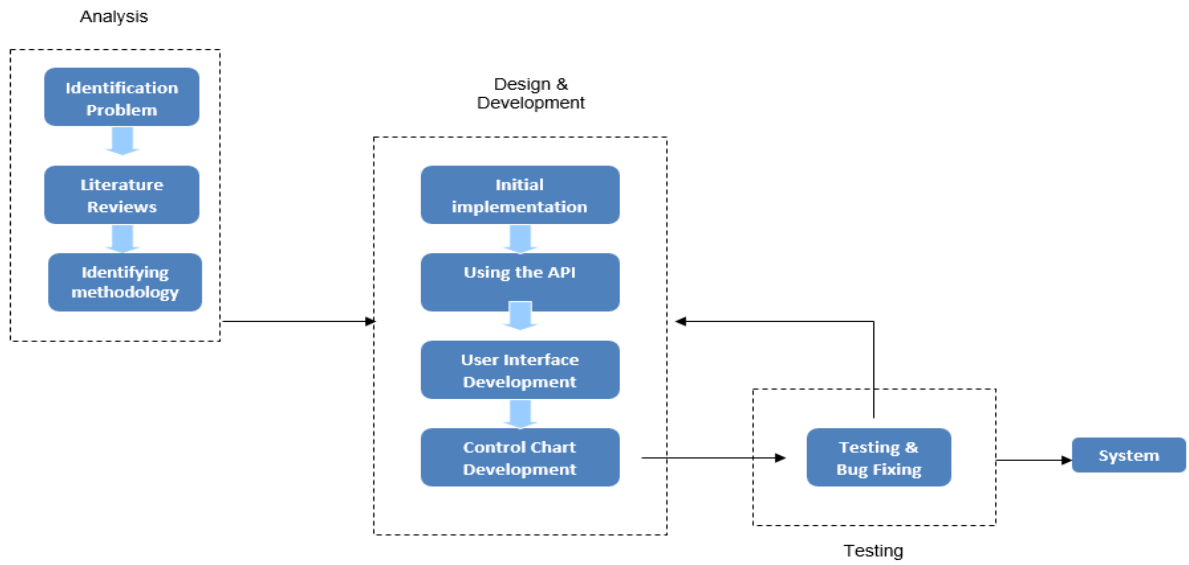 Analysis
Identification
Problem
Literature
Reviews
Identifying
methodology
Design &
Development
Initial
implementation
Using the API
User Interface
Development
Control Chart
Development
Testing &
Bug Fixing
Testing
System